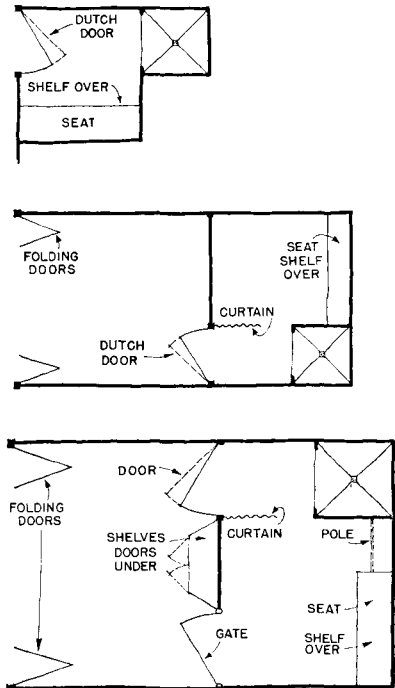 DUTCH
DOOR
SHELF OVER
SEAT
FOLDING
DOORS
SEAT
SHELF
OVER
CURTAIN
DUTCH
DOOR
DOOR
FOLDING
DOORS
SHELVES
DOORS
UNDER
CURTAIN
POLE
SEAT
SHELF
OVER
GATE